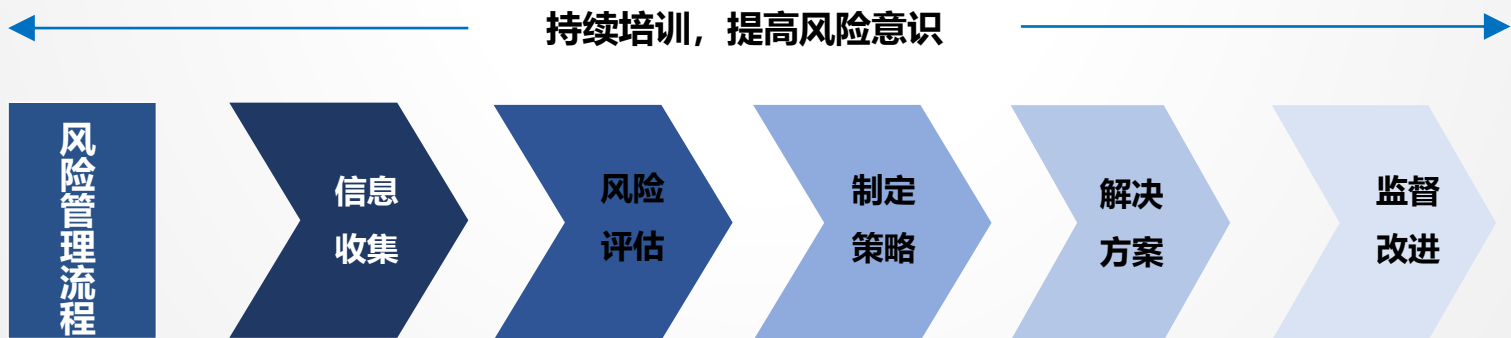 持续培训，提高风险意识
风险管理流程
信息
收集
风险
评估
制定
策略
解决
方案
监督
改进